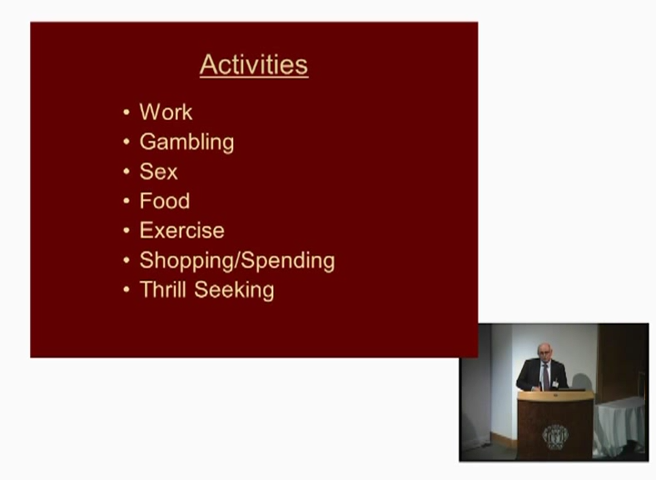 Activities
• Work
• Gambling
• Sex
• Food
• Exercise
• Shopping/Spending
• Thrill Seeking